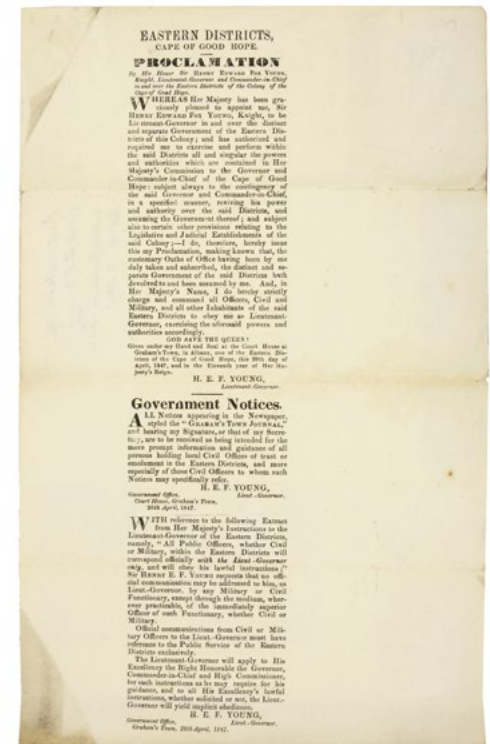 EASTERN DISTRICTS,
CAPE OF GOOD HOPE.
PROCLAMATION
By His Honor Sir HENRY EDWARD FOX YOUNG,
Knight, Lieutenant-Governor and Commander-in-Chief
in and over the Eastern Districts of the Colony of the
Cape of Good Hope.
WHEREAS Her Majesty has been gra-
ciously pleased to appoint me, Sir
HENRY EDWARD FOX YOUNG, Knight, to be
Lieutenant-Governor in and over the distinct
and separate Government of the Eastern Dis-
tricts of this Colony; and has authorized and
required me to exercise and perform within
the said Districts all and singular the powers
and authorities which are contained in Her
Majesty's Commission to the Governor and
Commander-in-Chief of the Cape of Good
Hope: subject always to the contingency of
the said Governor and Commander-in-Chief,
in a specified manner, reviving his power
and authority over the said Districts, and
assuming the Government thereof; and subject
also to certain other provisions relating to the
Legislative and Judicial Establishments of the
said Colony:—I do, therefore, hereby issue
this my Proclamation, making known that, the
customary Oaths of Office having been by me
duly taken and subscribed, the distinct and se-
parate Government of the said Districts hath
devolved to and been assumed by me. And, in
Her Majesty's Name, I do hereby strictly
charge and command all Officers, Civil and
Military, and all other Inhabitants of the said
Eastern Districts to obey me as Lieutenant-
Governor, exercising the aforesaid powers and
authorities accordingly.
GOD SAVE THE QUEEN!
Given under my Hand and Seal at the Court House at
Graham's Town, in Albany, one of the Eastern Dis-
tricts of the Cape of Good Hope, this 28th day of
April, 1847, and in the Eleventh year of Her Ma-
jesty's Reign.
H. E. F. YOUNG,
Lieutenant-Governor.
Government Notices.
ALL Notices appearing in the Newspaper,
styled the "GRAHAM'S TOWN JOURNAL,"
and bearing my Signature, or that of my Secre-
tary, are to be received as being intended for the
more prompt information and guidance of all
persons holding local Civil Offices of trust or
emolument in the Eastern Districts, and more
especially of those Civil Officers to whom such
Notices may specifically refer.
H. E. F. YOUNG,
Lieut.-Governor.
Government Office,
Court House, Graham's Town,
28th April, 1847.
WITH reference to the following Extract
from Her Majesty's Instructions to the
Lieutenant-Governor of the Eastern Districts,
namely, "All Public Officers, whether Civil
or Military, within the Eastern Districts will
correspond officially with the Lieut.-Governor
only, and will obey his lawful instructions;"
Sir HENRY E. F. YOUNG requests that no offi-
cial communication may be addressed to him, as
Lieut.-Governor, by any Military or Civil
Functionary, except through the medium, wher-
ever practicable, of the immediately superior
Officer of such Functionary, whether Civil or
Military.
Official communications from Civil or Mili-
tary Officers to the Lieut.-Governor must have
reference to the Public Service of the Eastern
Districts exclusively.
The Lieutenant-Governor will apply to His
Excellency the Right Honorable the Governor,
Commander-in-Chief and High Commissioner,
for such instructions as he may require for his
guidance, and to all His Excellency's lawful
instructions, whether solicited or not, the Lieut.-
Governor will yield implicit obedience.
H. E. F. YOUNG,
Lieut.-Governor.
Government Office,
Graham's Town, 28th April, 1847.